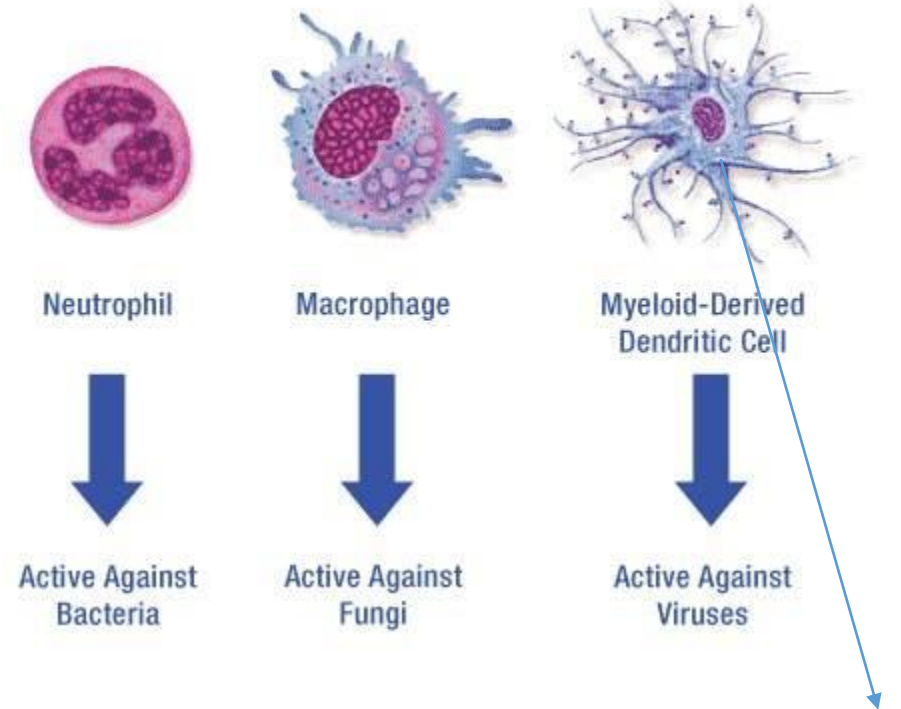 Neutrophil
Macrophage
Myeloid-Derived
Dendritic Cell
Active Against
Bacteria
Active Against
Fungi
Active Against
Viruses